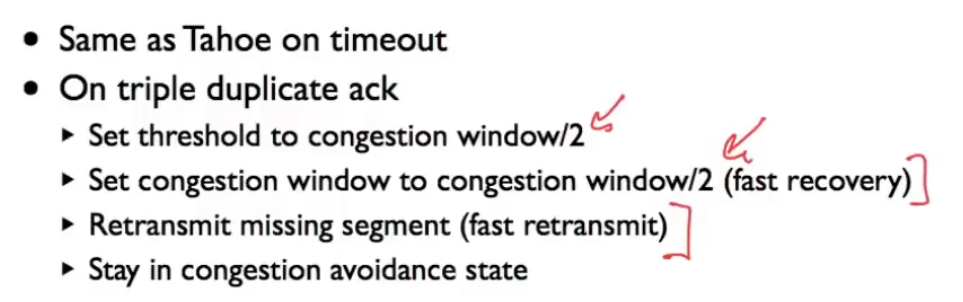 • Same as Tahoe on timeout
• On triple duplicate ack
▸ Set threshold to congestion window/2
▸ Set congestion window to congestion window/2 (fast recovery)
▸ Retransmit missing segment (fast retransmit)
▸ Stay in congestion avoidance state